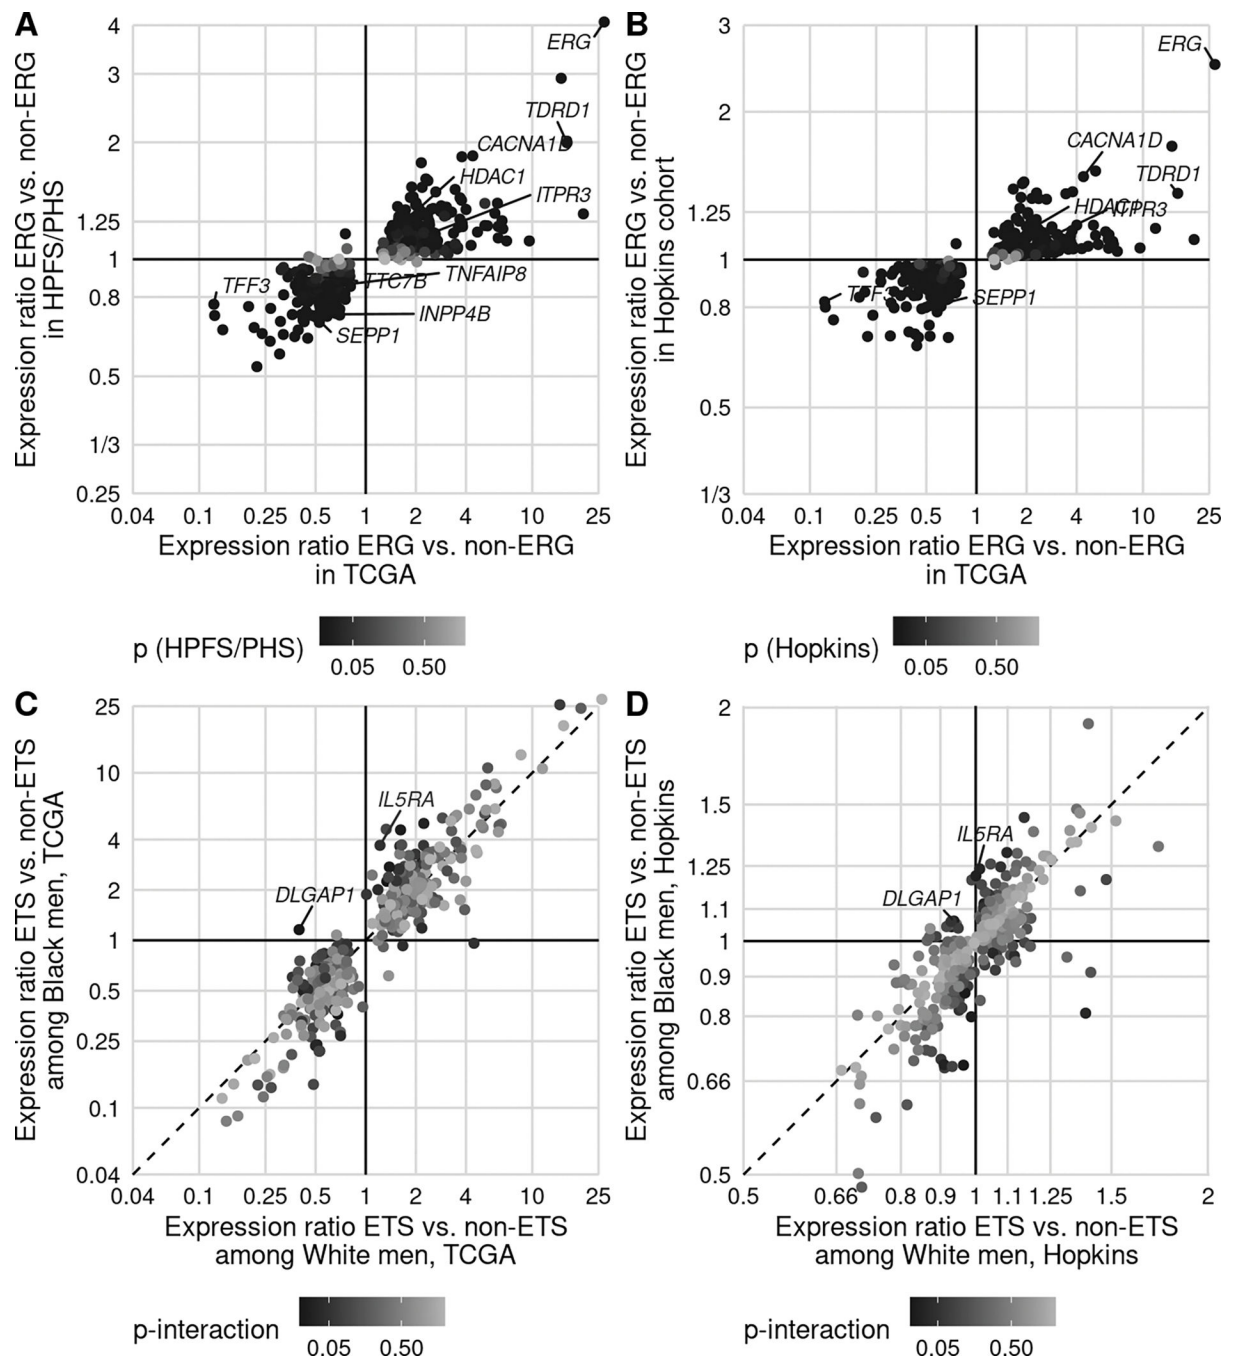 A
Expression ratio ERG vs. non-ERG
in HPFS/PHS
4
3
2
1.25
1
0.8
0.5
1/3
0.25
ERG
TDRD1
CACNA1D
HDAC1
ITPR3
TFF3
TTC7B
TNFAIP8
INPP4B
SEPP1
0.04 0.1 0.25 0.5 1 2 4 10 25
Expression ratio ERG vs. non-ERG
in TCGA
p (HPFS/PHS)
0.05 0.50
B
Expression ratio ERG vs. non-ERG
in Hopkins cohort
3
2
1.25
1
0.8
0.5
1/3
ERG
CACNA1D
TDRD1
HDAC1
ITPR3
SEPP1
0.04 0.1 0.25 0.5 1 2 4 10 25
Expression ratio ERG vs. non-ERG
in TCGA
p (Hopkins)
0.05 0.50
C
Expression ratio ETS vs. non-ETS
among Black men, TCGA
25
10
4
2
1
0.5
0.25
0.1
0.04
IL5RA
DLGAP1
0.04 0.1 0.25 0.5 1 2 4 10 25
Expression ratio ETS vs. non-ETS
among White men, TCGA
p-interaction
0.05 0.50
D
Expression ratio ETS vs. non-ETS
among Black men, Hopkins
2
1.5
1.25
1.1
1
0.9
0.8
0.66
0.5
IL5RA
DLGAP1
0.5 0.66 0.8 0.9 1 1.1 1.25 1.5 2
Expression ratio ETS vs. non-ETS
among White men, Hopkins
p-interaction
0.05 0.50